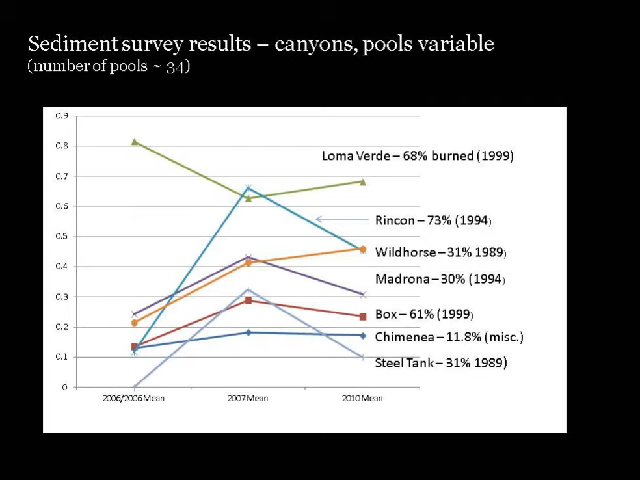 Sediment survey results – canyons, pools variable
(number of pools ~ 34)
0.9
0.8
0.7
0.6
0.5
0.4
0.3
0.2
0.1
0
Loma Verde – 68% burned (1999)
Rincon – 73% (1994)
Wildhorse – 31% 1989)
Madrona – 30% (1994)
Box – 61% (1999)
Chimenea – 11.8% (misc.)
Steel Tank – 31% 1989)
2006/2006 Mean
2007 Mean
2010 Mean